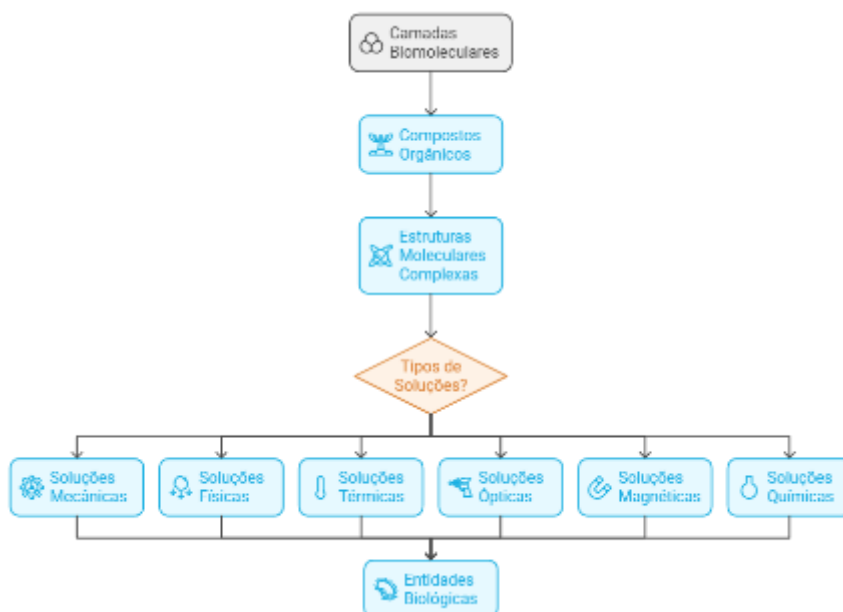 Camadas
Biomoleculares
Compostos
Orgânicos
Estruturas
Moleculares
Complexas
Tipos de
Soluções?
Soluções
Mecânicas
Soluções
Físicas
Soluções
Térmicas
Soluções
Ópticas
Soluções
Magnéticas
Soluções
Químicas
Entidades
Biológicas